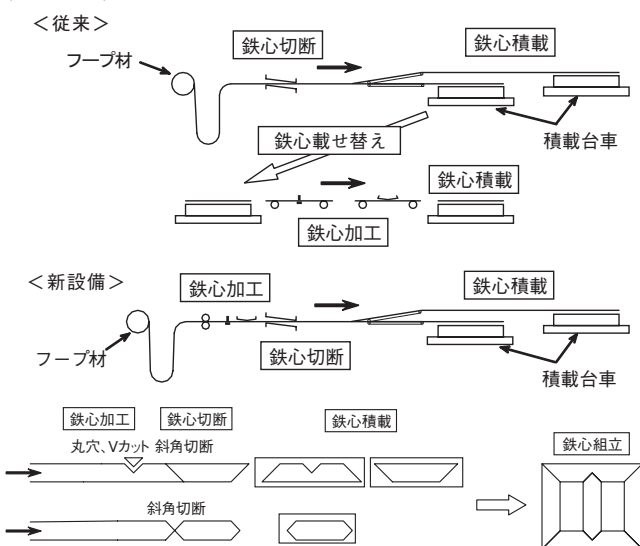 ＜従来＞
フープ材
鉄心切断
鉄心積載
積載台車
鉄心載せ替え
鉄心積載
鉄心加工
＜新設備＞
鉄心加工
鉄心積載
フープ材
鉄心切断
積載台車
鉄心加工
鉄心切断
鉄心積載
鉄心組立
丸穴、Vカット 斜角切断
斜角切断